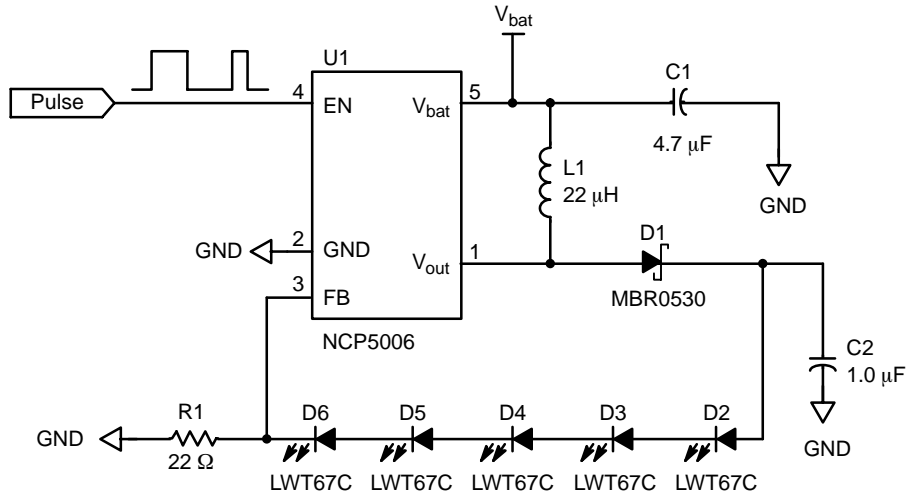 V_bat
U1
C1
Pulse
4
EN
V_bat
5
4.7 μF
L1
22 μH
GND
GND
2
GND
D1
V_out
1
3
FB
MBR0530
NCP5006
C2
1.0 μF
R1
D6
D5
D4
D3
D2
GND
GND
22 Ω
LWT67C
LWT67C
LWT67C
LWT67C
LWT67C